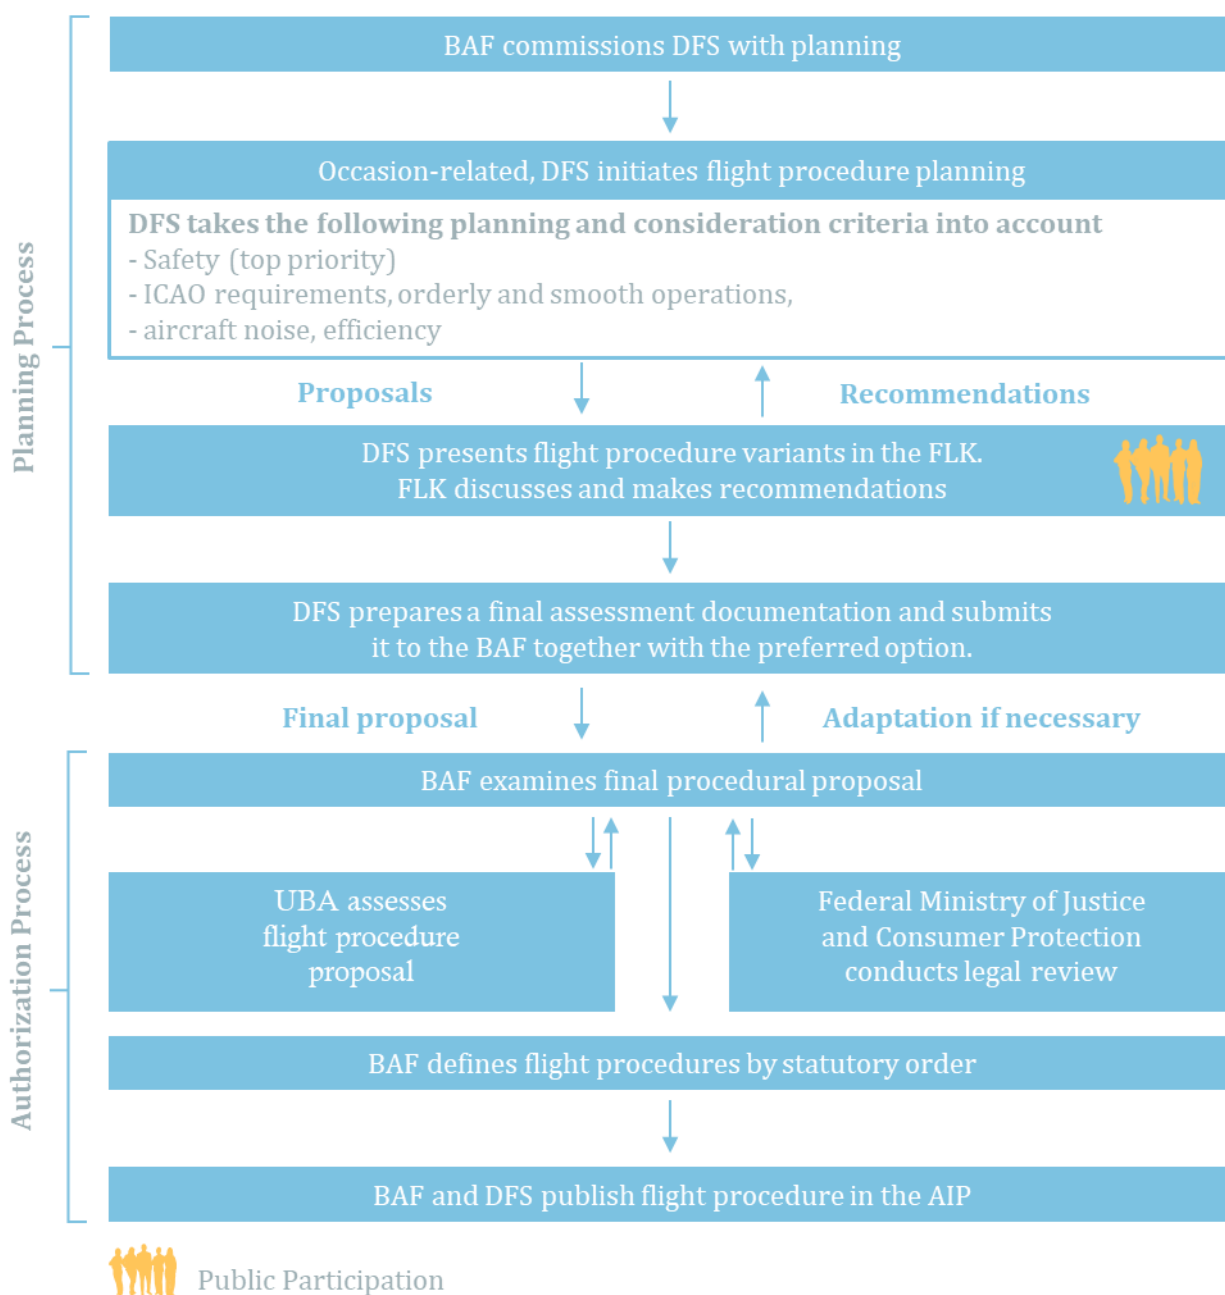 BAF commissions DFS with planning
Occasion-related, DFS initiates flight procedure planning
DFS takes the following planning and consideration criteria into account
- Safety (top priority)
- ICAO requirements, orderly and smooth operations,
- aircraft noise, efficiency
Planning Process
Proposals
Recommendations
DFS presents flight procedure variants in the FLK.
FLK discusses and makes recommendations
DFS prepares a final assessment documentation and submits
it to the BAF together with the preferred option.
Final proposal
Adaptation if necessary
BAF examines final procedural proposal
Authorization Process
UBA assesses
flight procedure
proposal
Federal Ministry of Justice
and Consumer Protection
conducts legal review
BAF defines flight procedures by statutory order
BAF and DFS publish flight procedure in the AIP
Public Participation